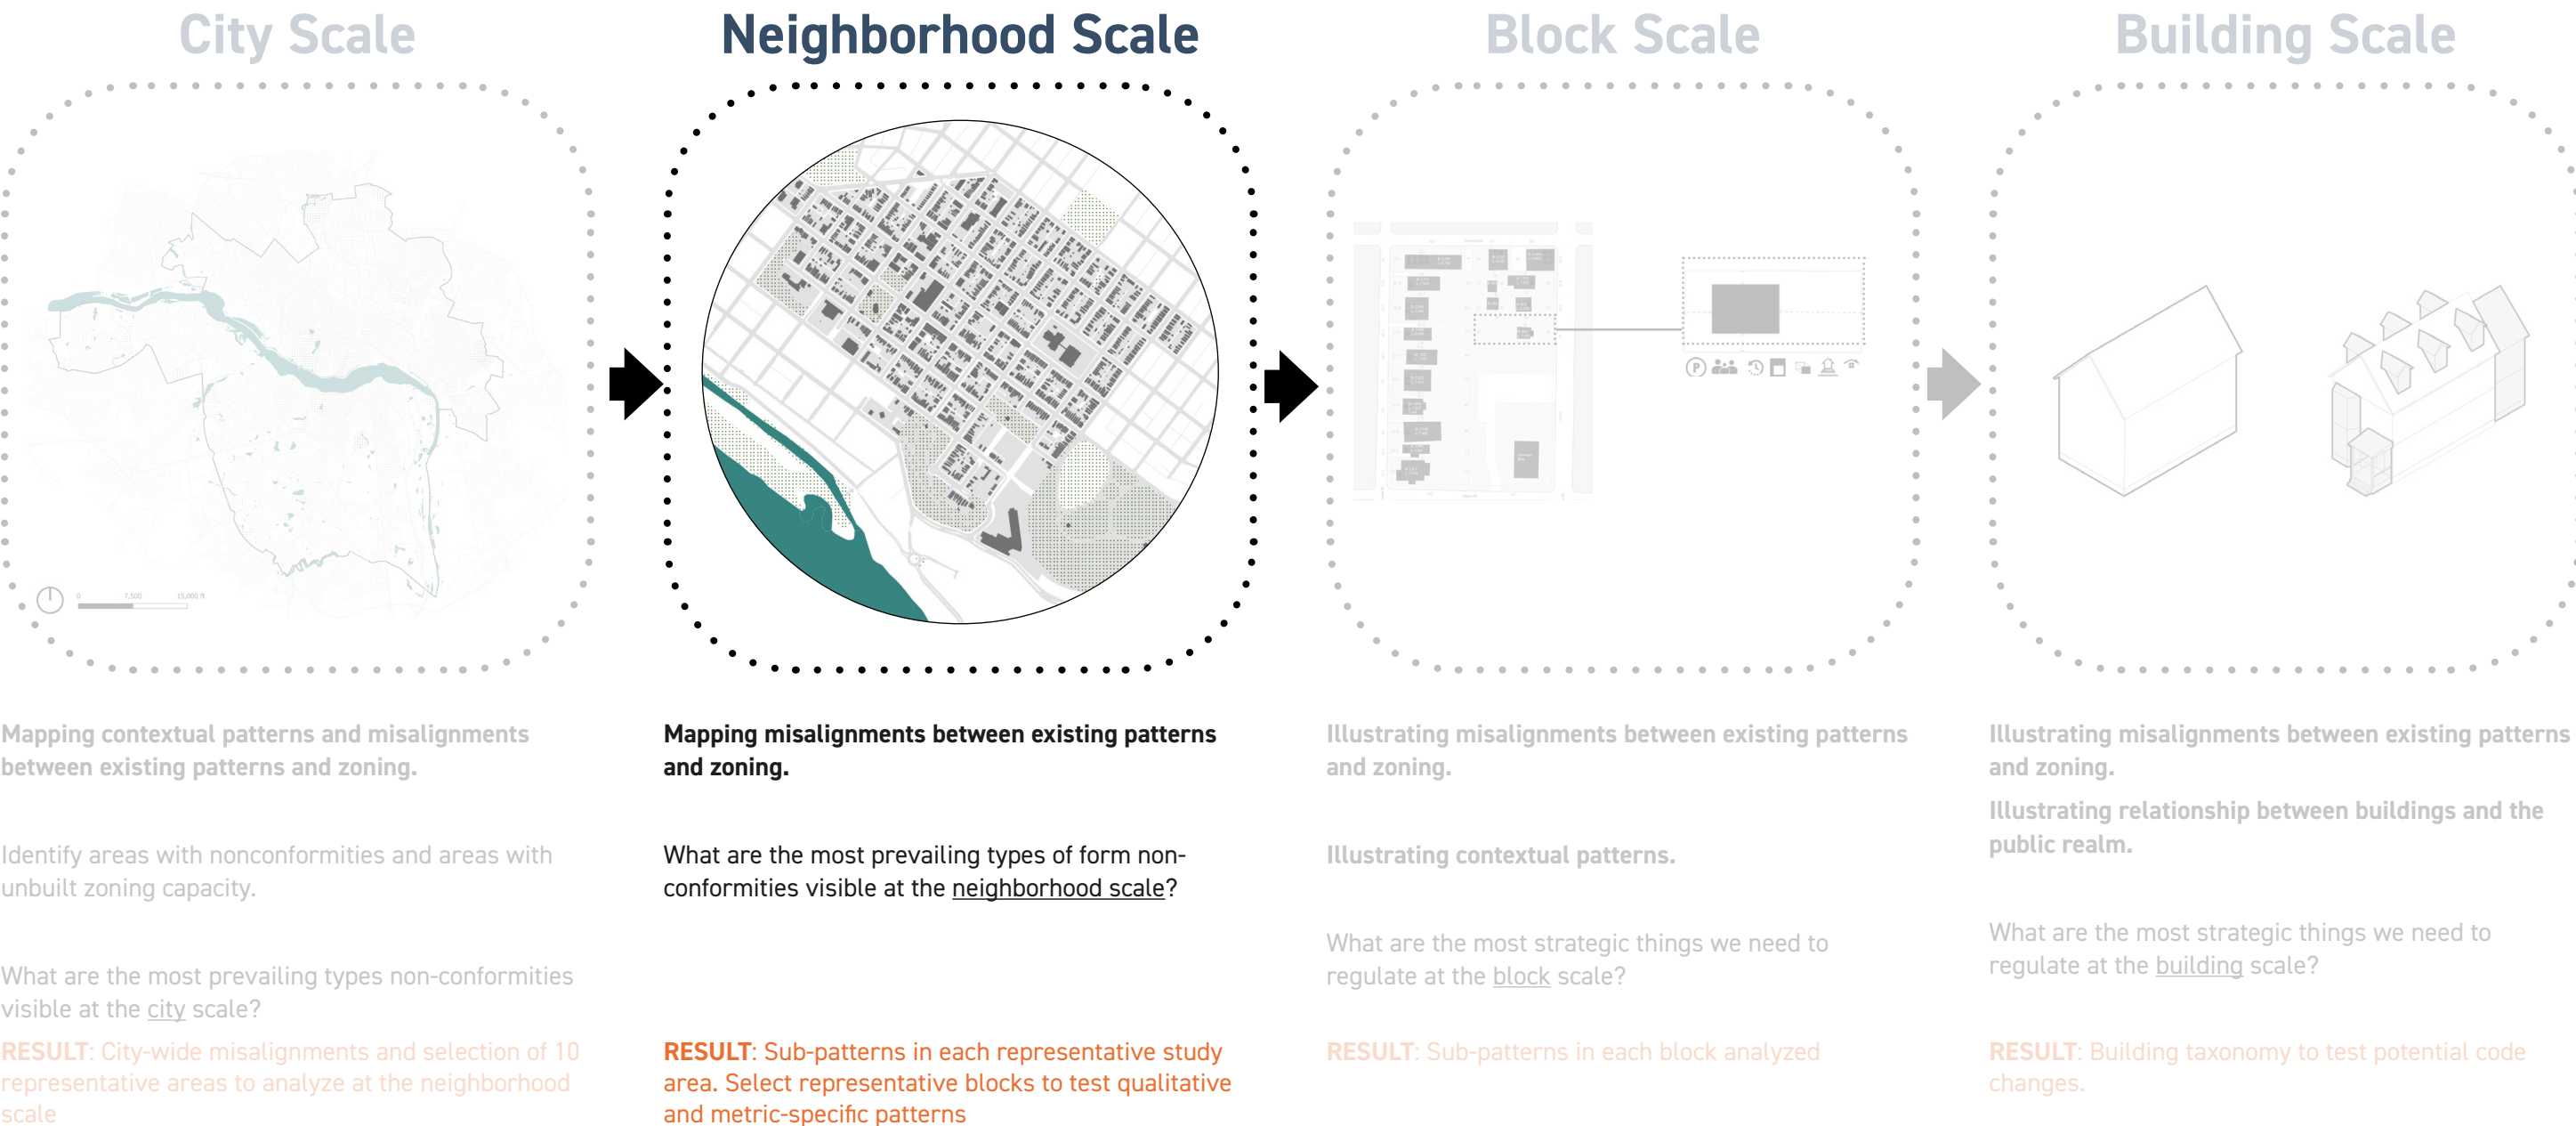 City Scale
Neighborhood Scale
Block Scale
Building Scale
0 7,500 15,000 ft
P
Mapping contextual patterns and misalignments
between existing patterns and zoning.
Identify areas with nonconformities and areas with
unbuilt zoning capacity.
What are the most prevailing types non-conformities
visible at the city scale?
RESULT: City-wide misalignments and selection of 10
representative areas to analyze at the neighborhood
scale
Mapping misalignments between existing patterns
and zoning.
What are the most prevailing types of form non-
conformities visible at the neighborhood scale?
RESULT: Sub-patterns in each representative study
area. Select representative blocks to test qualitative
and metric-specific patterns
Illustrating misalignments between existing patterns
and zoning.
Illustrating contextual patterns.
What are the most strategic things we need to
regulate at the block scale?
RESULT: Sub-patterns in each block analyzed
Illustrating misalignments between existing patterns
and zoning.
Illustrating relationship between buildings and the
public realm.
What are the most strategic things we need to
regulate at the building scale?
RESULT: Building taxonomy to test potential code
changes.